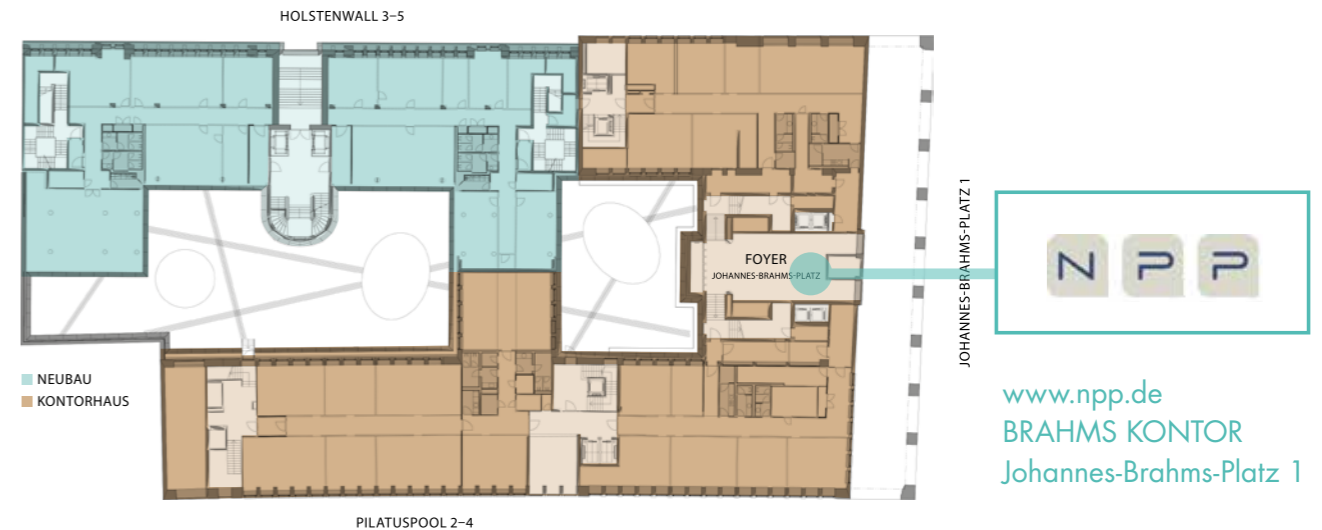 HOLSTENWALL 3–5
JOHANNES-BRAHMS-PLATZ 1
FOYER
JOHANNES-BRAHMS-PLATZ
NPP
NEUBAU
KONTORHAUS
www.npp.de
BRAHMS KONTOR
Johannes-Brahms-Platz 1
PILATUSPOOL 2–4